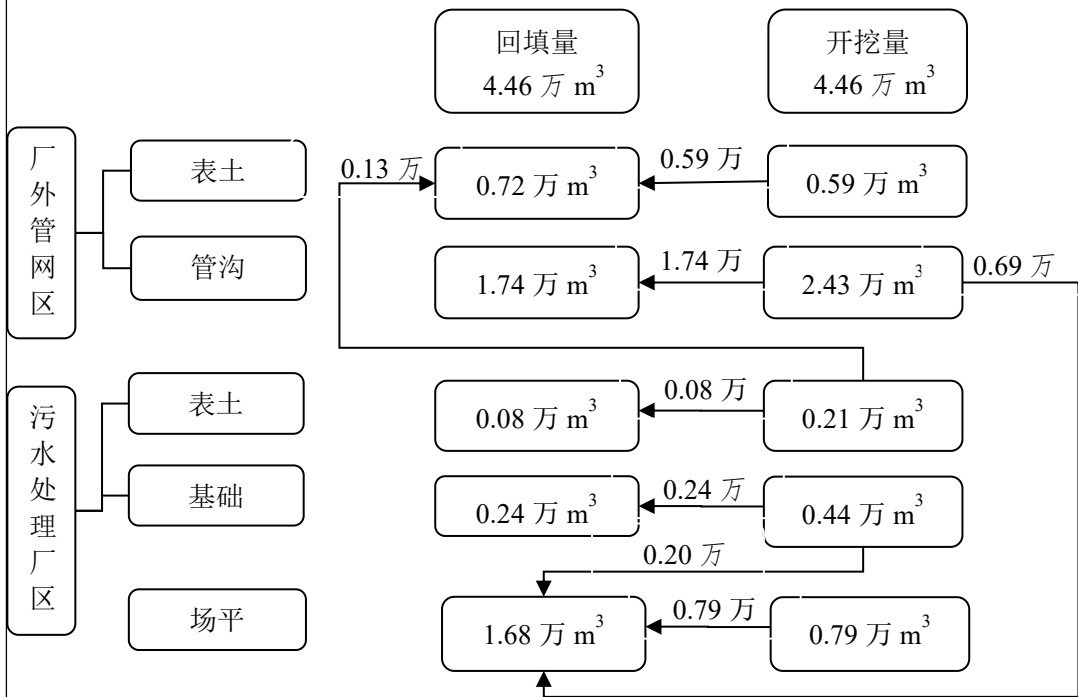 回填量
4.46 万 m³
开挖量
4.46 万 m³
厂外管网区
表土
0.13 万
0.72 万 m³
0.59 万
0.59 万 m³
管沟
1.74 万 m³
1.74 万
2.43 万 m³
0.69 万
污水处理厂区
表土
0.08 万 m³
0.08 万
0.21 万 m³
基础
0.24 万 m³
0.24 万
0.44 万 m³
0.20 万
场平
1.68 万 m³
0.79 万
0.79 万 m³